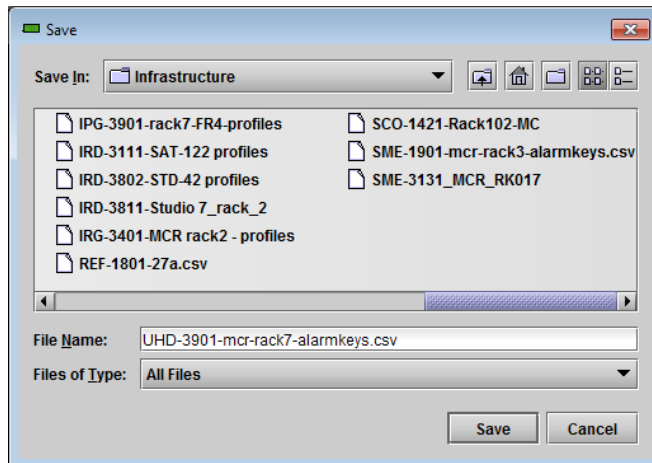 Save
Save In: Infrastructure
IPG-3901-rack7-FR4-profiles
IRD-3111-SAT-122 profiles
IRD-3802-STD-42 profiles
IRD-3811-Studio 7_rack_2
IRG-3401-MCR rack2 - profiles
REF-1801-27a.csv
SCO-1421-Rack102-MC
SME-1901-mcr-rack3-alarmkeys.csv
SME-3131_MCR_RK017
File Name: UHD-3901-mcr-rack7-alarmkeys.csv
Files of Type: All Files
Save Cancel